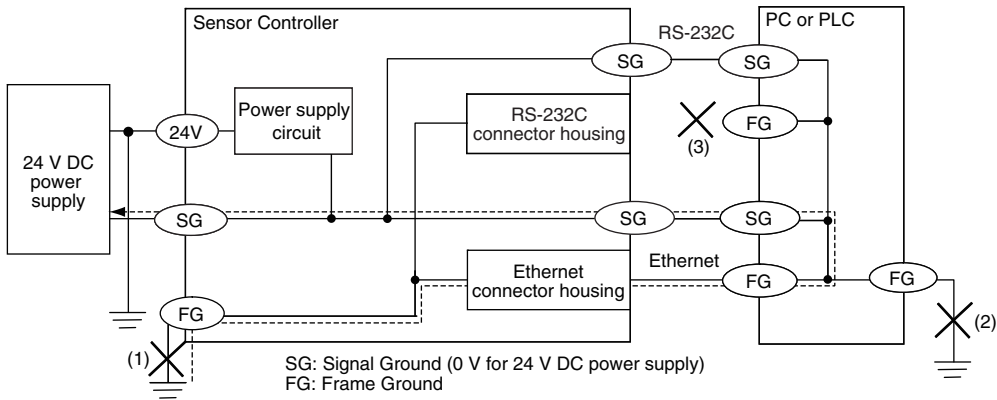 Sensor Controller
PC or PLC
RS-232C
SG
SG
24 V DC
power
supply
24V
Power supply
circuit
RS-232C
connector housing
(3)
FG
SG
SG
SG
Ethernet
connector housing
Ethernet
FG
FG
FG
(1)
(2)
SG: Signal Ground (0 V for 24 V DC power supply)
FG: Frame Ground